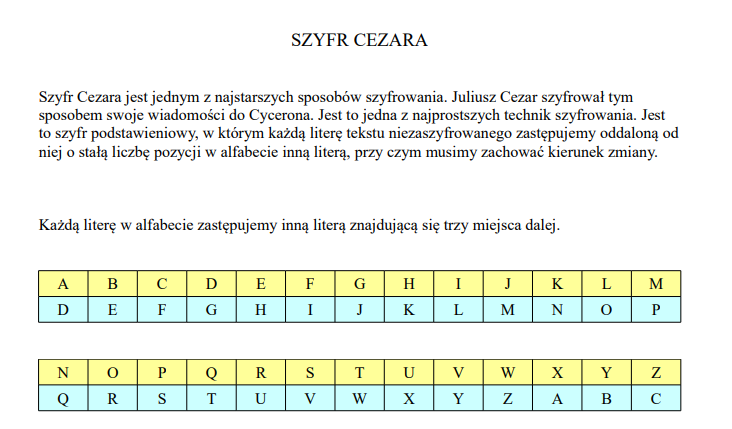 SZYFR CEZARA
Szyfr Cezara jest jednym z najstarszych sposobów szyfrowania. Juliusz Cezar szyfrował tym
sposobem swoje wiadomości do Cycerona. Jest to jedna z najprostszych technik szyfrowania. Jest
to szyfr podstawieniowy, w którym każdą literę tekstu niezaszyfrowanego zastępujemy oddaloną od
niej o stałą liczbę pozycji w alfabecie inną literą, przy czym musimy zachować kierunek zmiany.
Każdą literę w alfabecie zastępujemy inną literą znajdującą się trzy miejsca dalej.
A B C D E F G H I J K L M
D E F G H I J K L M N O P
N O P Q R S T U V W X Y Z
Q R S T U V W X Y Z A B C